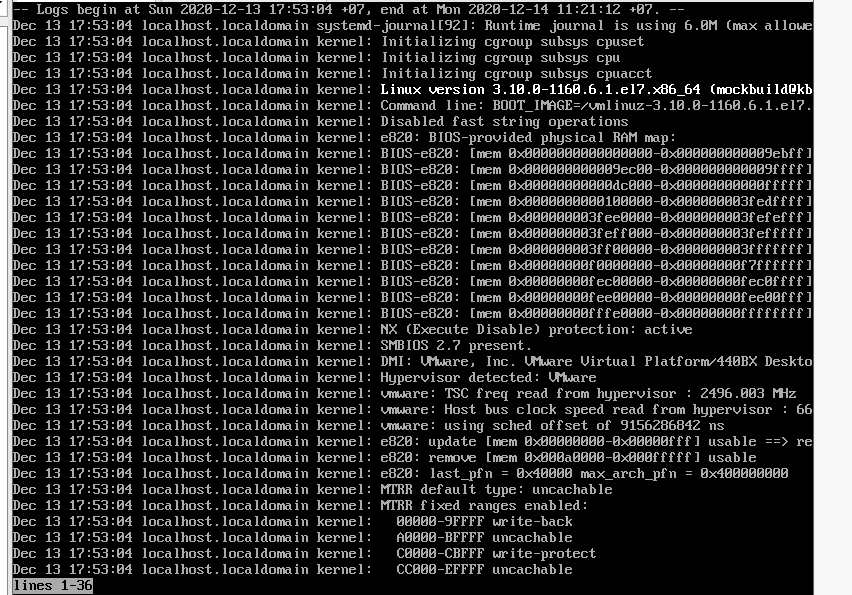 -- Logs begin at Sun 2020-12-13 17:53:04 +07, end at Mon 2020-12-14 11:21:12 +07. --
Dec 13 17:53:04 localhost.localdomain systemd-journal[92]: Runtime journal is using 6.0M (max allowe
Dec 13 17:53:04 localhost.localdomain kernel: Initializing cgroup subsys cpuset
Dec 13 17:53:04 localhost.localdomain kernel: Initializing cgroup subsys cpu
Dec 13 17:53:04 localhost.localdomain kernel: Initializing cgroup subsys cpuacct
Dec 13 17:53:04 localhost.localdomain kernel: Linux version 3.10.0-1160.6.1.el7.x86_64 (mockbuild@kb
Dec 13 17:53:04 localhost.localdomain kernel: Command line: BOOT_IMAGE=/vmlinuz-3.10.0-1160.6.1.el7.
Dec 13 17:53:04 localhost.localdomain kernel: Disabled fast string operations
Dec 13 17:53:04 localhost.localdomain kernel: e820: BIOS-provided physical RAM map:
Dec 13 17:53:04 localhost.localdomain kernel: BIOS-e820: [mem 0x0000000000000000-0x000000000009ebff]
Dec 13 17:53:04 localhost.localdomain kernel: BIOS-e820: [mem 0x000000000009ec00-0x000000000009ffff]
Dec 13 17:53:04 localhost.localdomain kernel: BIOS-e820: [mem 0x00000000000dc000-0x00000000000fffff]
Dec 13 17:53:04 localhost.localdomain kernel: BIOS-e820: [mem 0x0000000000100000-0x000000003fedffff]
Dec 13 17:53:04 localhost.localdomain kernel: BIOS-e820: [mem 0x000000003fee0000-0x000000003fefefff]
Dec 13 17:53:04 localhost.localdomain kernel: BIOS-e820: [mem 0x000000003feff000-0x000000003fefffff]
Dec 13 17:53:04 localhost.localdomain kernel: BIOS-e820: [mem 0x000000003ff00000-0x000000003fffffff]
Dec 13 17:53:04 localhost.localdomain kernel: BIOS-e820: [mem 0x00000000f0000000-0x00000000f7ffffff]
Dec 13 17:53:04 localhost.localdomain kernel: BIOS-e820: [mem 0x00000000fec00000-0x00000000fec0ffff]
Dec 13 17:53:04 localhost.localdomain kernel: BIOS-e820: [mem 0x00000000fee00000-0x00000000fee00fff]
Dec 13 17:53:04 localhost.localdomain kernel: BIOS-e820: [mem 0x00000000fffe0000-0x00000000ffffffff]
Dec 13 17:53:04 localhost.localdomain kernel: NX (Execute Disable) protection: active
Dec 13 17:53:04 localhost.localdomain kernel: SMBIOS 2.7 present.
Dec 13 17:53:04 localhost.localdomain kernel: DMI: VMware, Inc. VMware Virtual Platform/440BX Deskto
Dec 13 17:53:04 localhost.localdomain kernel: Hypervisor detected: VMware
Dec 13 17:53:04 localhost.localdomain kernel: vmware: TSC freq read from hypervisor : 2496.003 MHz
Dec 13 17:53:04 localhost.localdomain kernel: vmware: Host bus clock speed read from hypervisor : 66
Dec 13 17:53:04 localhost.localdomain kernel: vmware: using sched offset of 9156286842 ns
Dec 13 17:53:04 localhost.localdomain kernel: e820: update [mem 0x00000000-0x00000fff] usable ==> re
Dec 13 17:53:04 localhost.localdomain kernel: e820: remove [mem 0x000a0000-0x000fffff] usable
Dec 13 17:53:04 localhost.localdomain kernel: e820: last_pfn = 0x40000 max_arch_pfn = 0x400000000
Dec 13 17:53:04 localhost.localdomain kernel: MTRR default type: uncachable
Dec 13 17:53:04 localhost.localdomain kernel: MTRR fixed ranges enabled:
Dec 13 17:53:04 localhost.localdomain kernel:   00000-9FFFF write-back
Dec 13 17:53:04 localhost.localdomain kernel:   A0000-BFFFF uncachable
Dec 13 17:53:04 localhost.localdomain kernel:   C0000-CBFFF write-protect
Dec 13 17:53:04 localhost.localdomain kernel:   CC000-EFFFF uncachable
lines 1-36